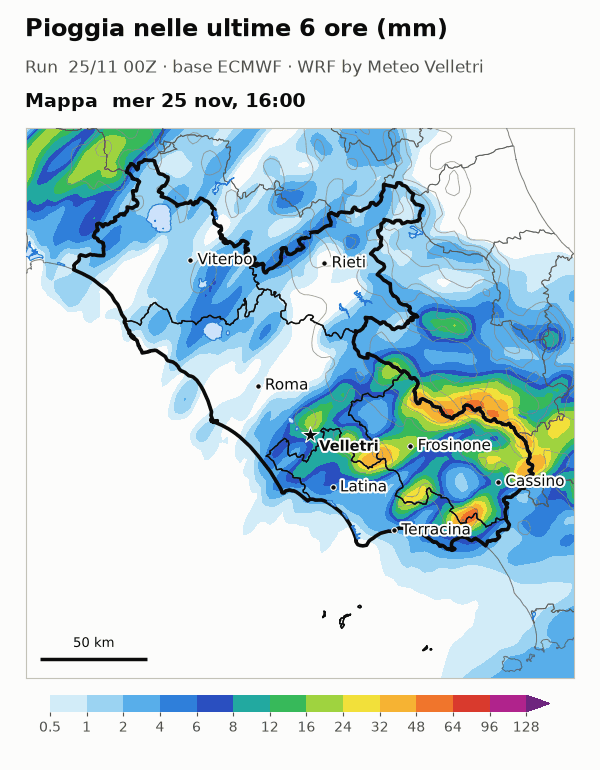 Pioggia nelle ultime 6 ore (mm)
Run  25/11 00Z · base ECMWF · WRF by Meteo Velletri
Mappa  mer 25 nov, 16:00
Viterbo
Rieti
Roma
Velletri
Frosinone
Latina
Cassino
Terracina
50 km
0.5 1 2 4 6 8 12 16 24 32 48 64 96 128